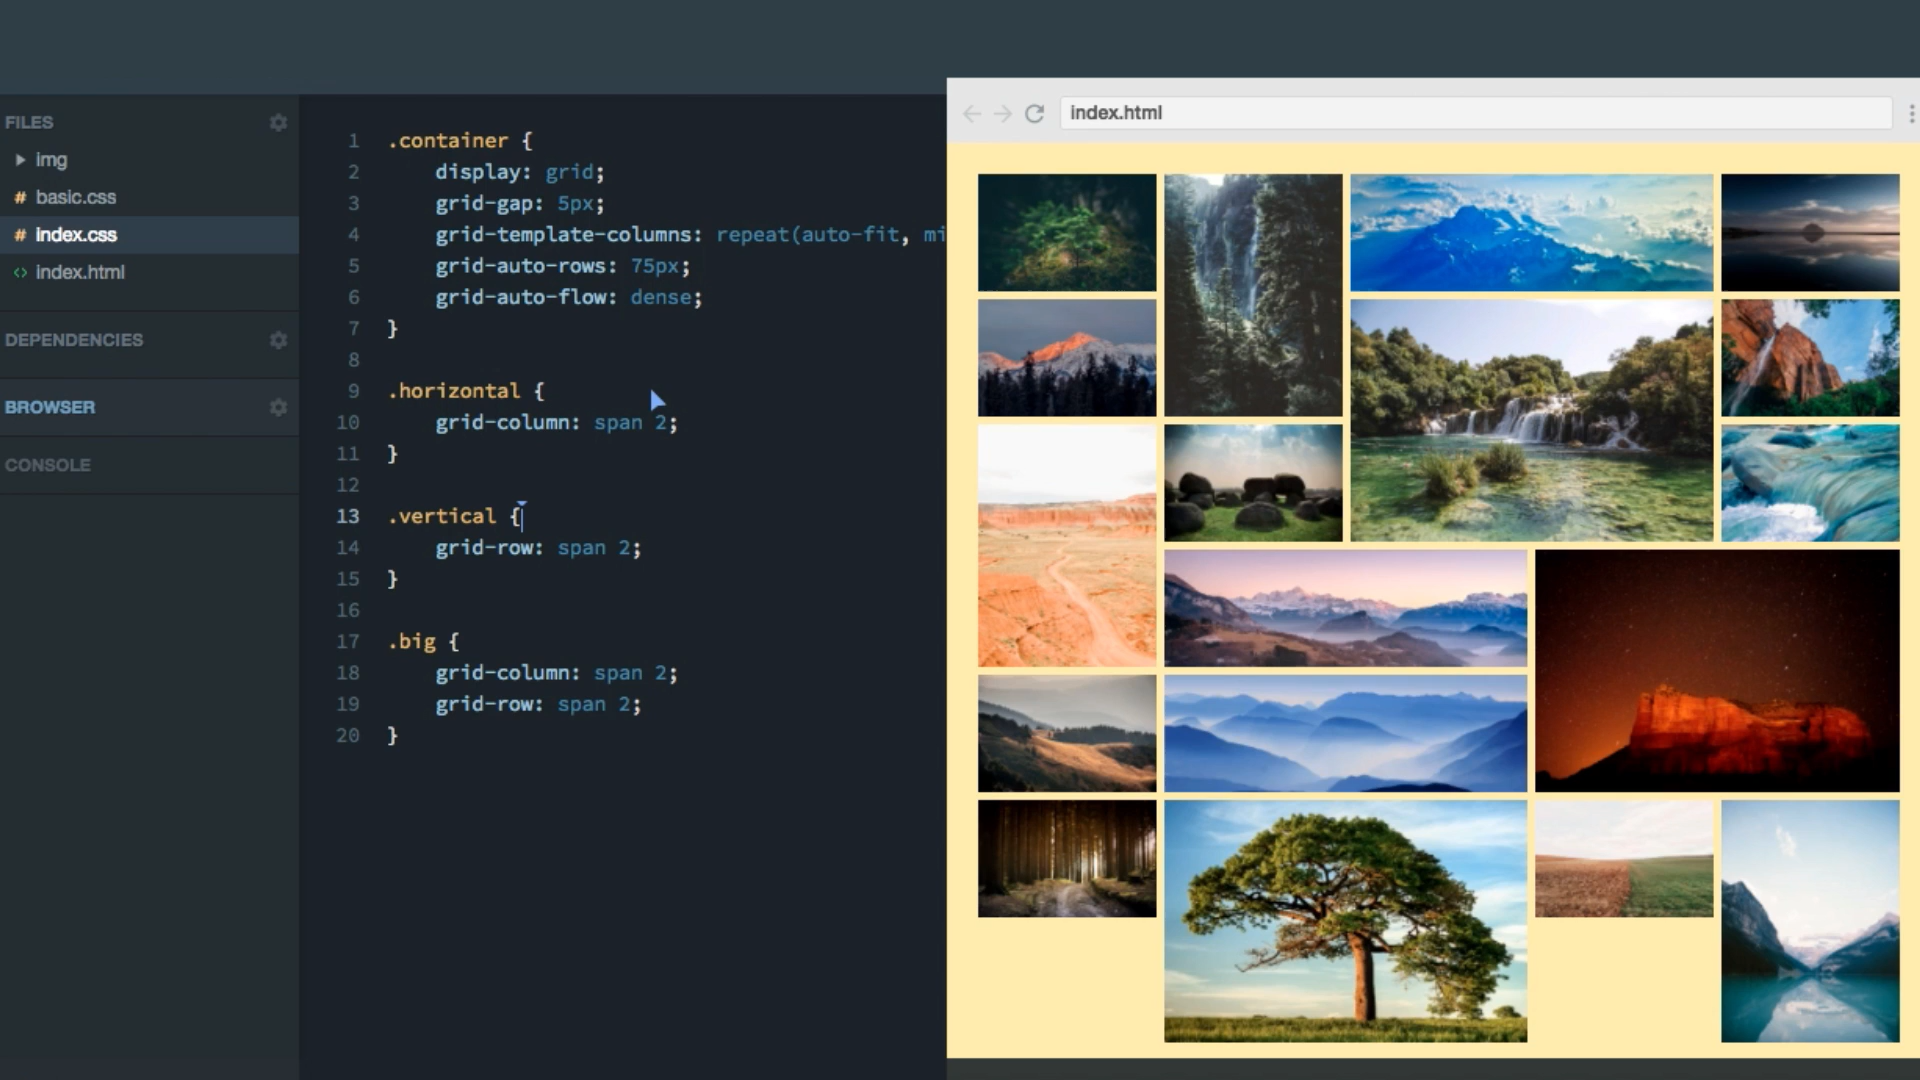 FILES
img
# basic.css
# index.css
<> index.html
DEPENDENCIES
BROWSER
CONSOLE
1 .container {
2 display: grid;
3 grid-gap: 5px;
4 grid-template-columns: repeat(auto-fit, mi
5 grid-auto-rows: 75px;
6 grid-auto-flow: dense;
7 }
8
9 .horizontal {
10 grid-column: span 2;
11 }
12
13 .vertical {
14 grid-row: span 2;
15 }
16
17 .big {
18 grid-column: span 2;
19 grid-row: span 2;
20 }
index.html